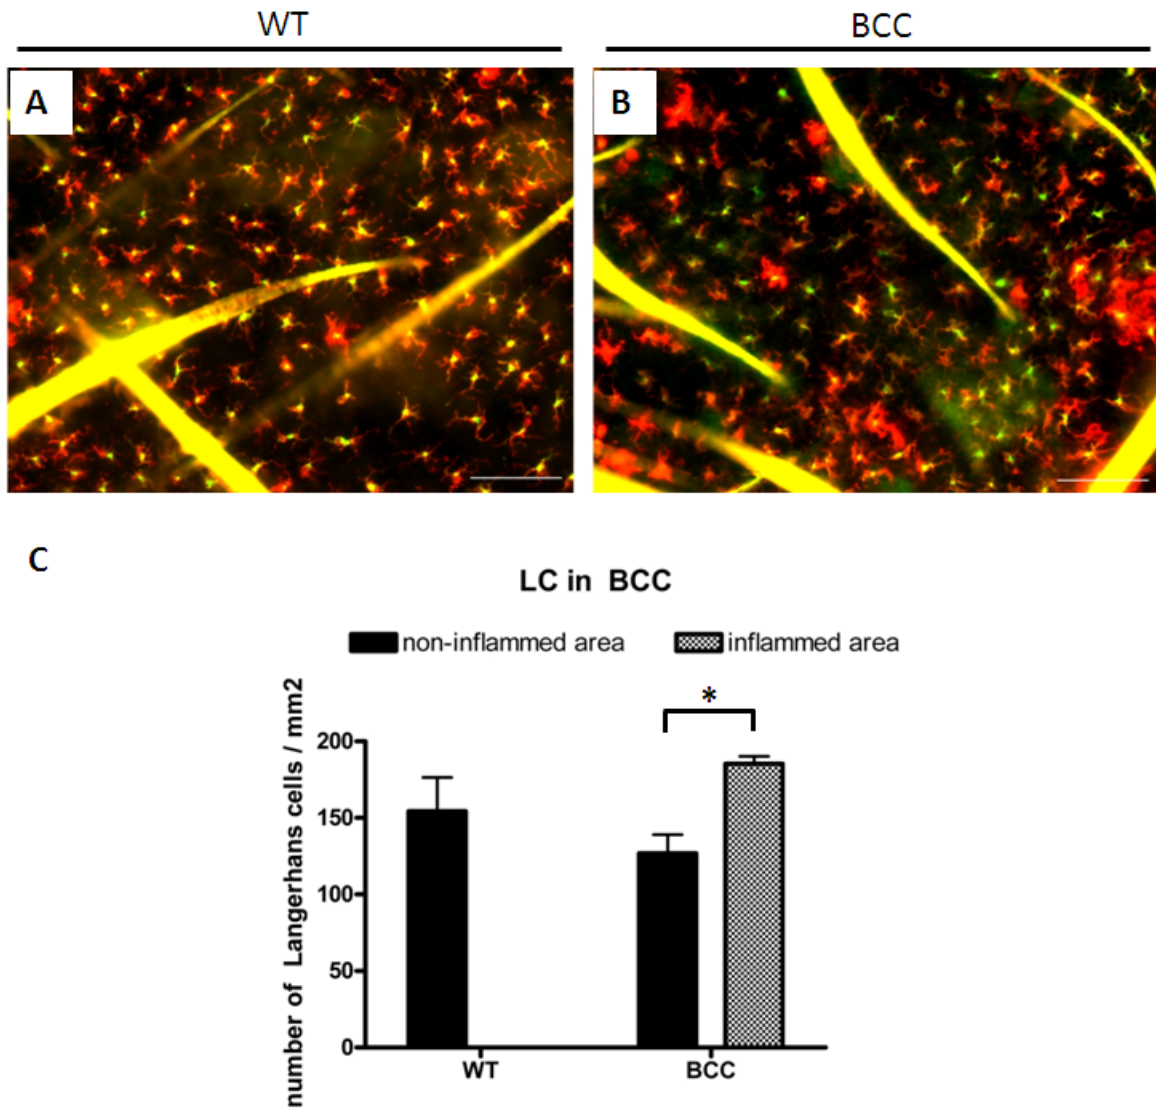 WT
BCC
A
B
C
LC in BCC
non-inflammed area
inflammed area
*
number of Langerhans cells / mm2
200
150
100
50
0
WT
BCC